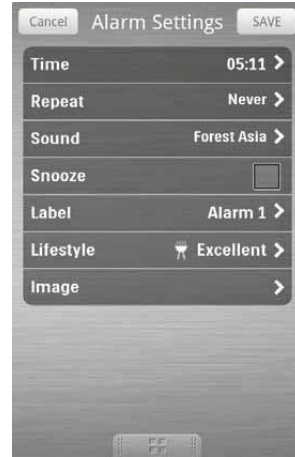 Cancel Alarm Settings SAVE
Time 05:11
Repeat Never
Sound Forest Asia
Snooze
Label Alarm 1
Lifestyle Excellent
Image